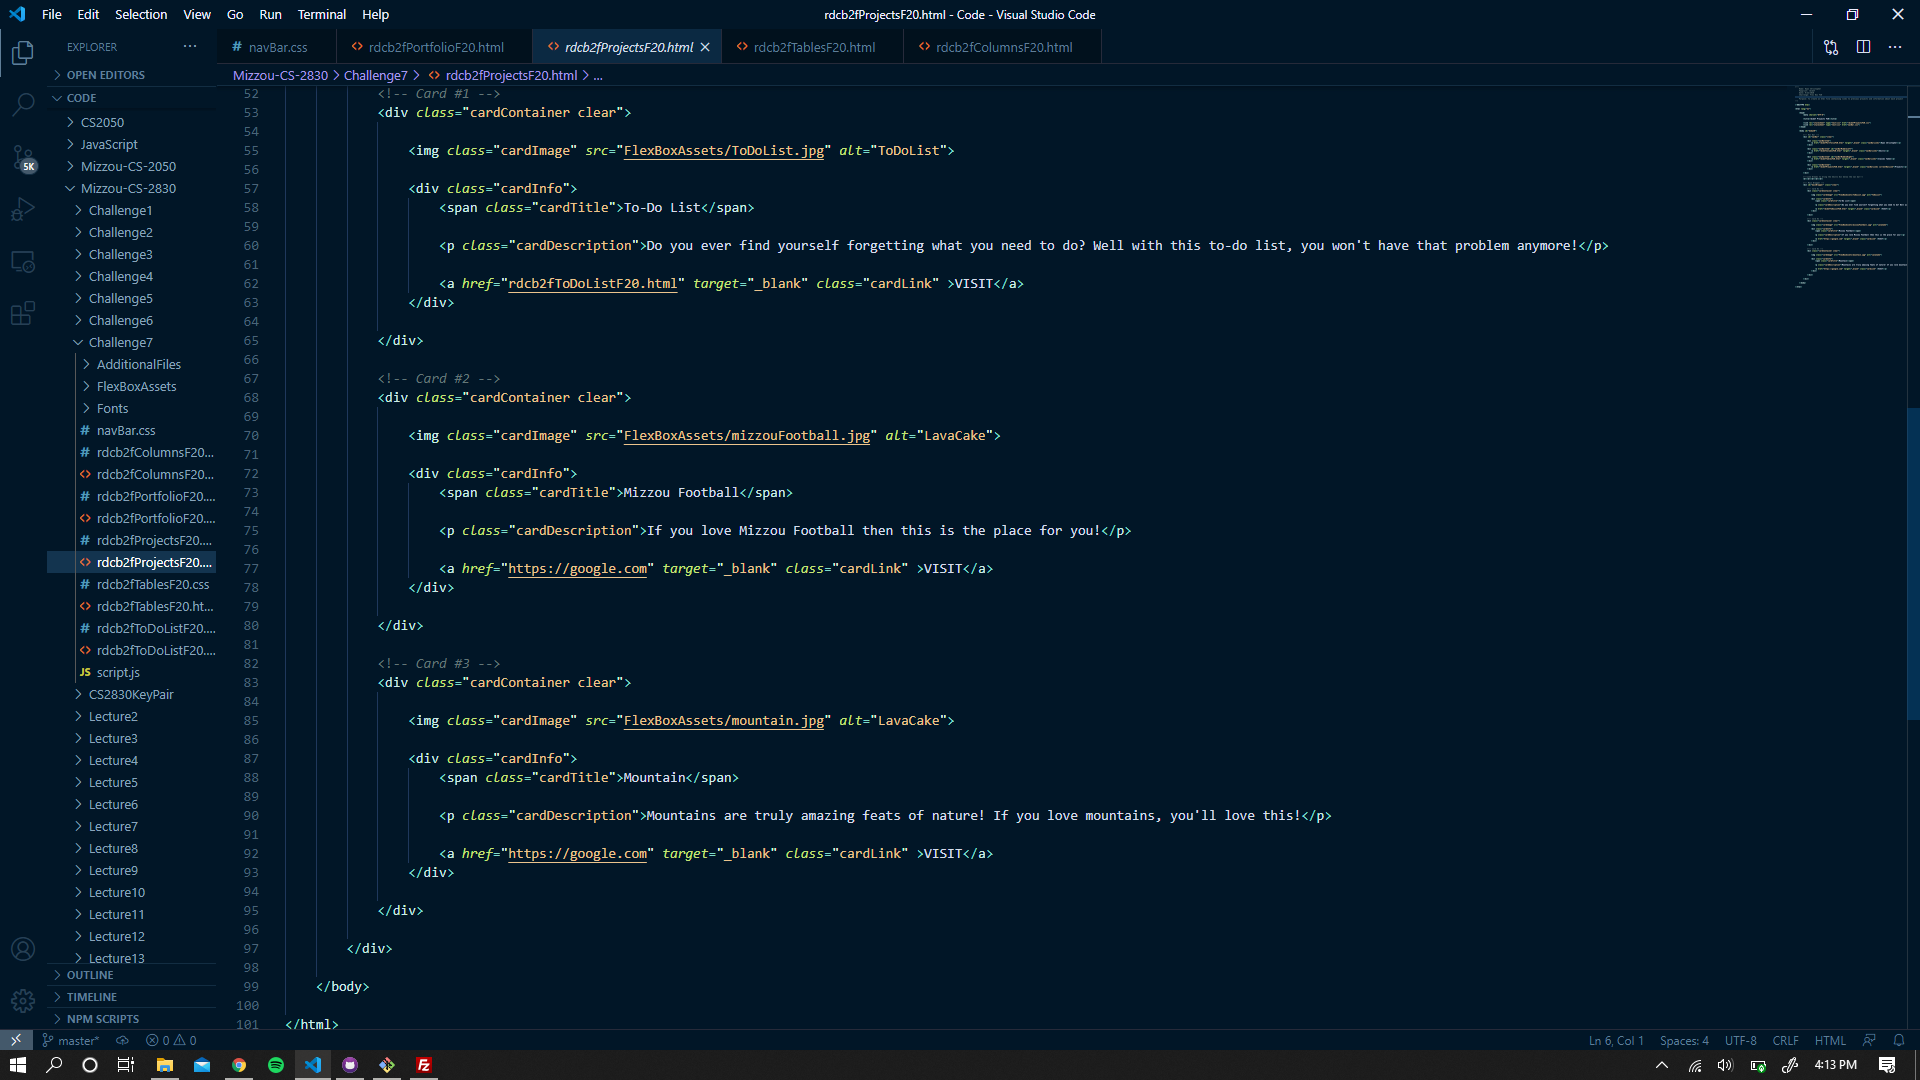 File Edit Selection View Go Run Terminal Help
rdcb2fProjectsF20.html - Code - Visual Studio Code
EXPLORER
navBar.css
rdcb2fPortfolioF20.html
rdcb2fProjectsF20.html
rdcb2fTablesF20.html
rdcb2fColumnsF20.html
OPEN EDITORS
Mizzou-CS-2830 > Challenge7 > rdcb2fProjectsF20.html > ...
CODE
CS2050
JavaScript
Mizzou-CS-2050
Mizzou-CS-2830
Challenge1
Challenge2
Challenge3
Challenge4
Challenge5
Challenge6
Challenge7
AdditionalFiles
FlexBoxAssets
Fonts
# navBar.css
# rdcb2fColumnsF20...
<> rdcb2fColumnsF20...
# rdcb2fPortfolioF20....
<> rdcb2fPortfolioF20....
# rdcb2fProjectsF20....
<> rdcb2fProjectsF20....
# rdcb2fTablesF20.css
<> rdcb2fTablesF20.ht...
# rdcb2fToDoListF20....
<> rdcb2fToDoListF20....
JS script.js
CS2830KeyPair
Lecture2
Lecture3
Lecture4
Lecture5
Lecture6
Lecture7
Lecture8
Lecture9
Lecture10
Lecture11
Lecture12
Lecture13
OUTLINE
TIMELINE
NPM SCRIPTS
5K
52 <!-- Card #1 -->
53 <div class="cardContainer clear">
54
55 <img class="cardImage" src="FlexBoxAssets/ToDoList.jpg" alt="ToDoList">
56
57 <div class="cardInfo">
58 <span class="cardTitle">To-Do List</span>
59
60 <p class="cardDescription">Do you ever find yourself forgetting what you need to do? Well with this to-do list, you won't have that problem anymore!</p>
61
62 <a href="rdcb2fToDoListF20.html" target="_blank" class="cardLink" >VISIT</a>
63 </div>
64
65 </div>
66
67 <!-- Card #2 -->
68 <div class="cardContainer clear">
69
70 <img class="cardImage" src="FlexBoxAssets/mizzouFootball.jpg" alt="LavaCake">
71
72 <div class="cardInfo">
73 <span class="cardTitle">Mizzou Football</span>
74
75 <p class="cardDescription">If you love Mizzou Football then this is the place for you!</p>
76
77 <a href="https://google.com" target="_blank" class="cardLink" >VISIT</a>
78 </div>
79
80 </div>
81
82 <!-- Card #3 -->
83 <div class="cardContainer clear">
84
85 <img class="cardImage" src="FlexBoxAssets/mountain.jpg" alt="LavaCake">
86
87 <div class="cardInfo">
88 <span class="cardTitle">Mountain</span>
89
90 <p class="cardDescription">Mountains are truly amazing feats of nature! If you love mountains, you'll love this!</p>
91
92 <a href="https://google.com" target="_blank" class="cardLink" >VISIT</a>
93 </div>
94
95 </div>
96
97 </div>
98
99 </body>
100
101 </html>
master* 0 0
Ln 6, Col 1 Spaces: 4 UTF-8 CRLF HTML
4:13 PM